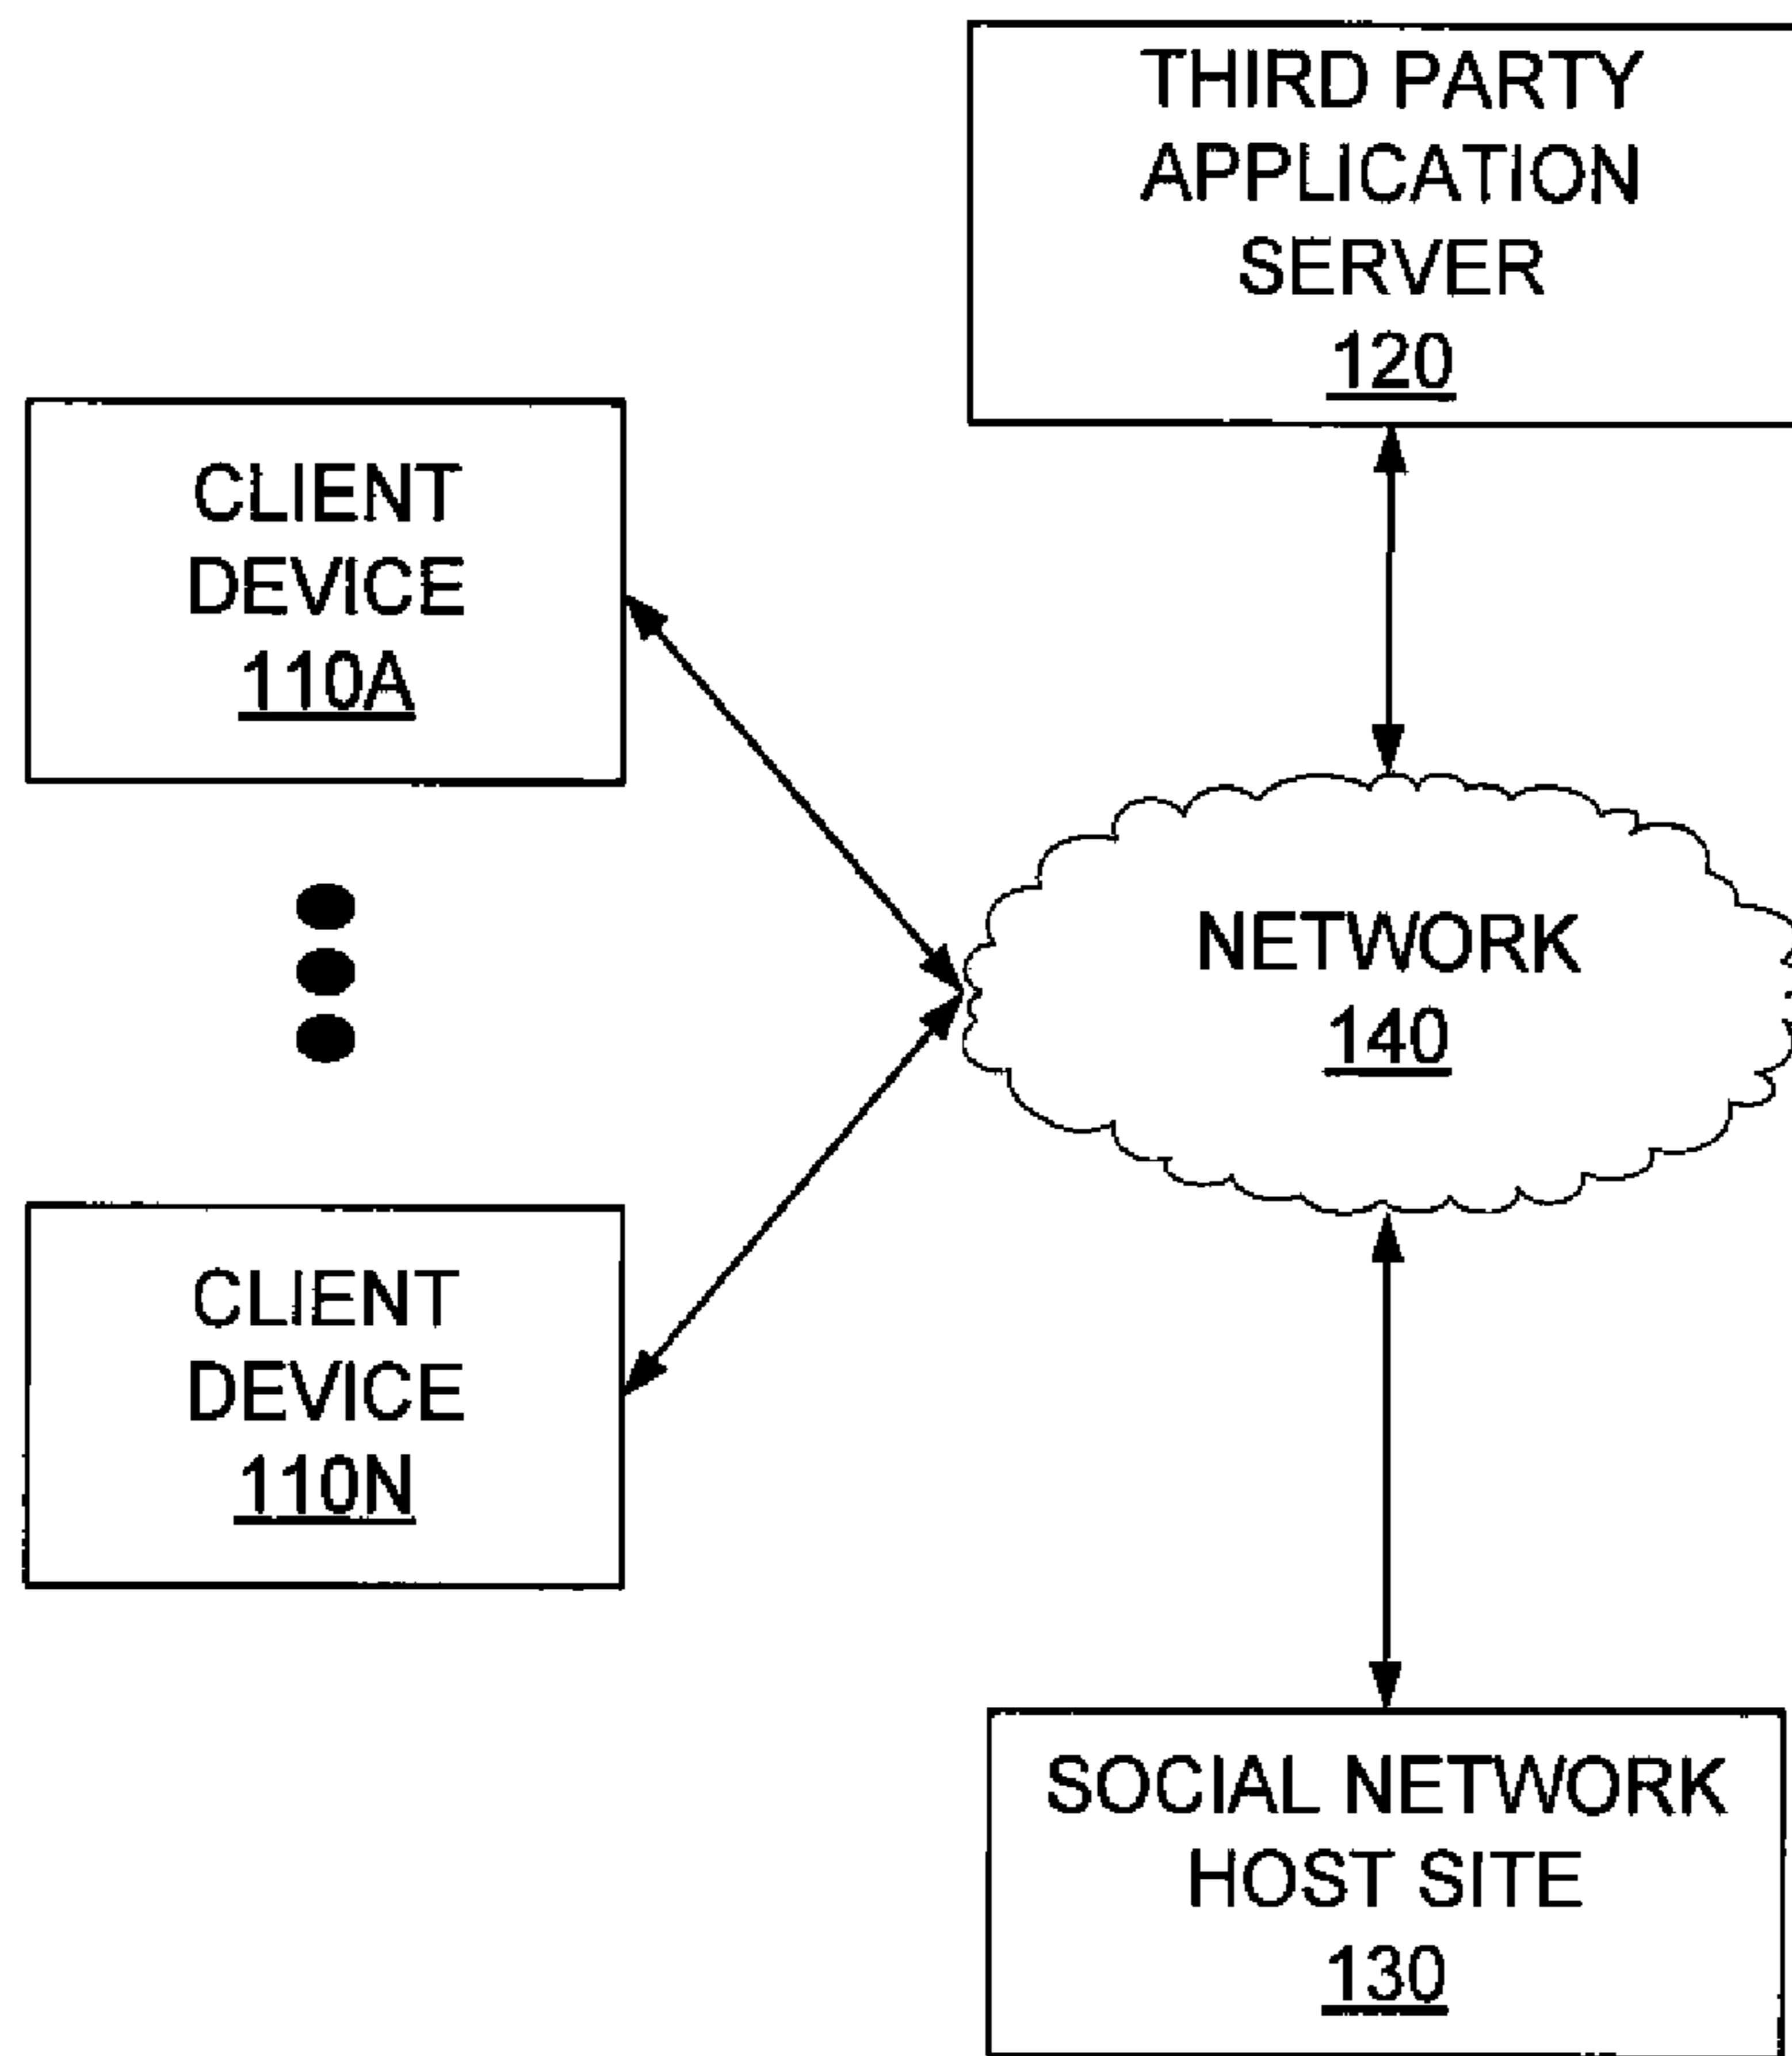 THIRD PARTY
APPLICATION
SERVER
120
CLIENT
DEVICE
110A
NETWORK
140
CLIENT
DEVICE
110N
SOCIAL NETWORK
HOST SITE
130